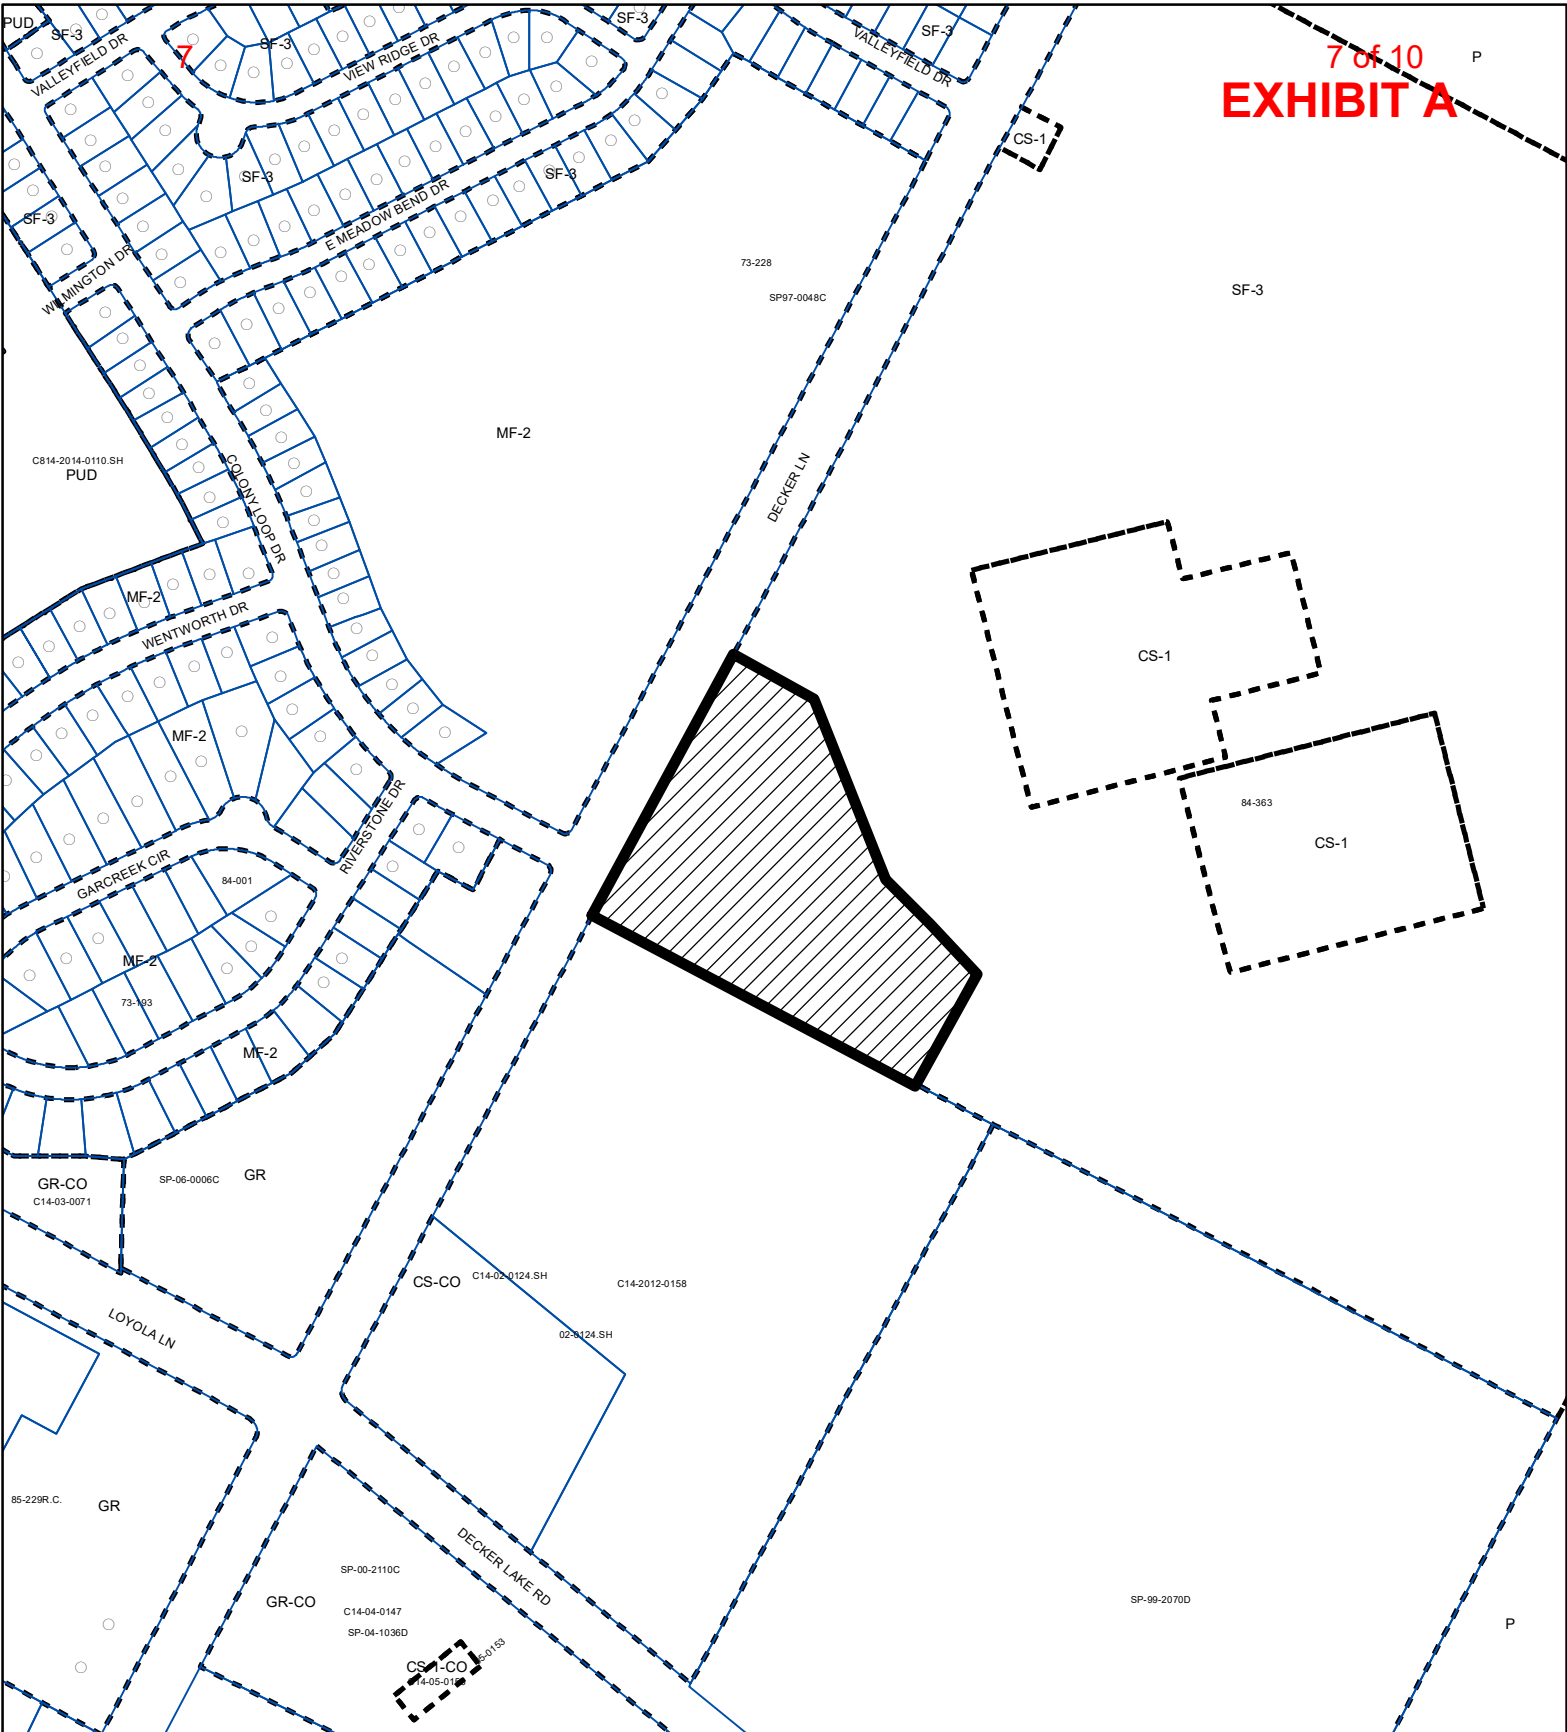 PUD
SF-3
SF-3
SF-3
SF-3
7
7 of 10
EXHIBIT A
P
VALLEYFIELD DR
VIEW RIDGE DR
VALLEYFIELD DR
CS-1
SF-3
SF-3
SF-3
E MEADOW BEND DR
WILMINGTON DR
73-228
SP97-0048C
SF-3
MF-2
C814-2014-0110.SH
PUD
COLONY LOOP DR
DECKER LN
MF-2
WENTWORTH DR
CS-1
MF-2
84-363
CS-1
RIVERSTONE DR
GARCREEK CIR
84-001
MF-2
73-193
MF-2
GR-CO
C14-03-0071
SP-06-0006C
GR
CS-CO
C14-02-0124.SH
C14-2012-0158
02-0124.SH
LOYOLA LN
85-229R.C.
GR
DECKER LAKE RD
SP-00-2110C
GR-CO
C14-04-0147
SP-04-1036D
SP-99-2070D
P
CS-1-CO